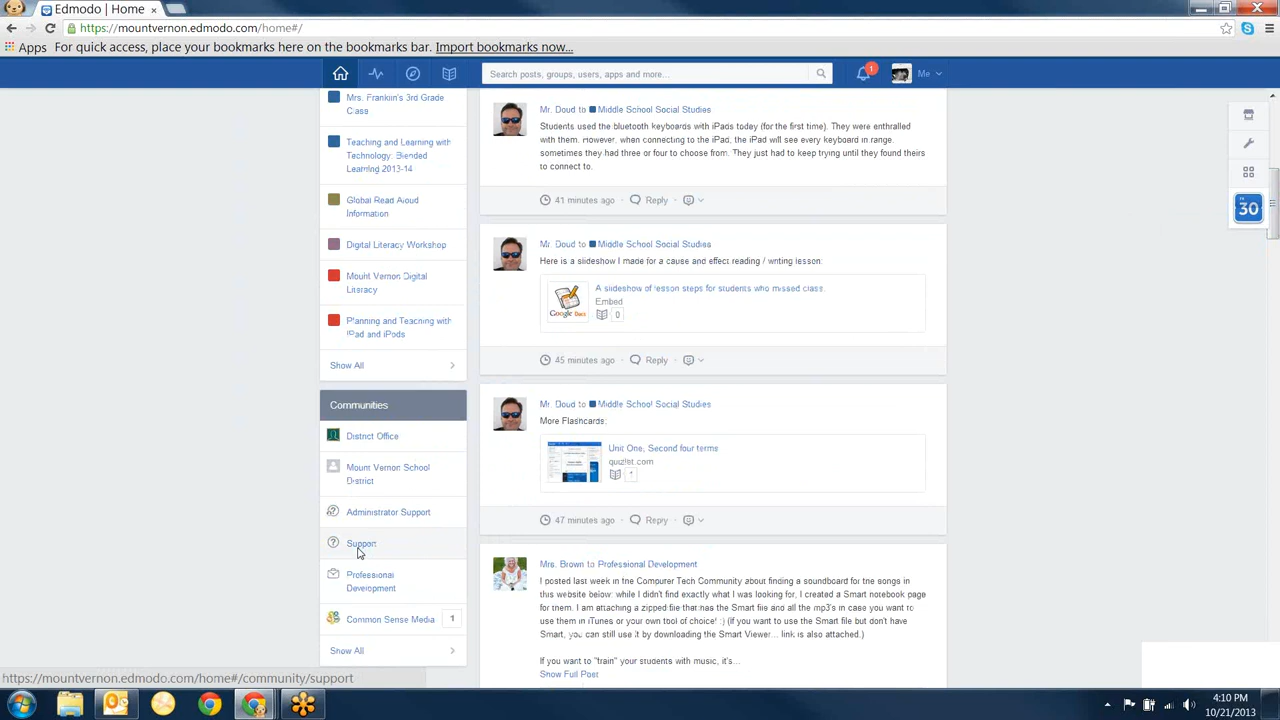 Edmodo | Home
https://mountvernon.edmodo.com/home#/
Apps
For quick access, place your bookmarks here on the bookmarks bar. Import bookmarks now...
Search posts, groups, users, apps and more...
1
Me
Mrs. Franklin's 3rd Grade
Class
Teaching and Learning with
Technology: Blended
Learning 2013-14
Global Read Aloud
Information
Digital Literacy Workshop
Mount Vernon Digital
Literacy
Planning and Teaching with
iPad and iPods
Show All
Communities
District Office
Mount Vernon School
District
Administrator Support
Support
Professional
Development
Common Sense Media
1
Show All
Mr. Doud to Middle School Social Studies
Students used the bluetooth keyboards with iPads today (for the first time). They were enthralled
with them. However, when connecting to the iPad, the iPad will see every keyboard in range.
sometimes they had three or four to choose from. They just had to keep trying until they found theirs
to connect to.
41 minutes ago
Reply
Mr. Doud to Middle School Social Studies
Here is a slideshow I made for a cause and effect reading / writing lesson:
Google Docs
A slideshow of lesson steps for students who missed class.
Embed
0
45 minutes ago
Reply
Mr. Doud to Middle School Social Studies
More Flashcards:
Unit One, Second four terms
quizlet.com
1
47 minutes ago
Reply
Mrs. Brown to Professional Development
I posted last week in the Computer Tech Community about finding a soundboard for the songs in
this website below: while I didn't find exactly what I was looking for, I created a Smart notebook page
for them. I am attaching a zipped file that has the Smart file and all the mp3's in case you want to
use them in iTunes or your own tool of choice! :) (If you want to use the Smart file but don't have
Smart, you can still use it by downloading the Smart Viewer... link is also attached.)
If you want to "train" your students with music, it's...
Show Full Post
30
https://mountvernon.edmodo.com/home#/community/support
4:10 PM
10/21/2013